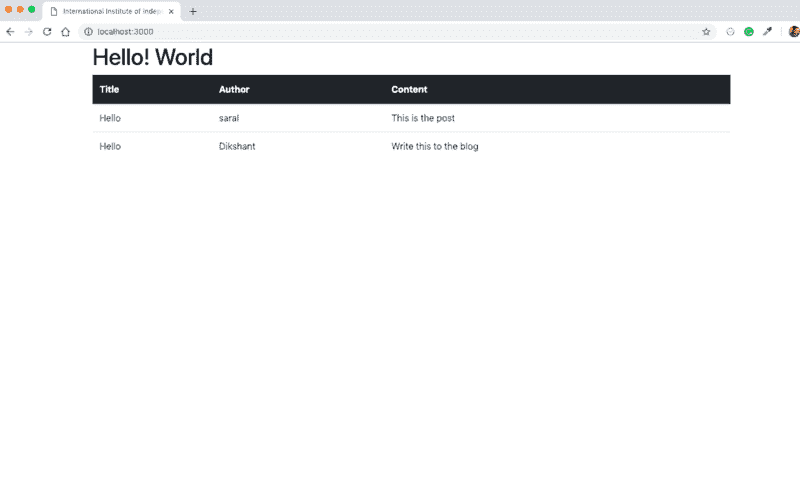 International Institute of Indep
localhost:3000
Hello! World
Title Author Content
Hello saral This is the post
Hello Dikshant Write this to the blog